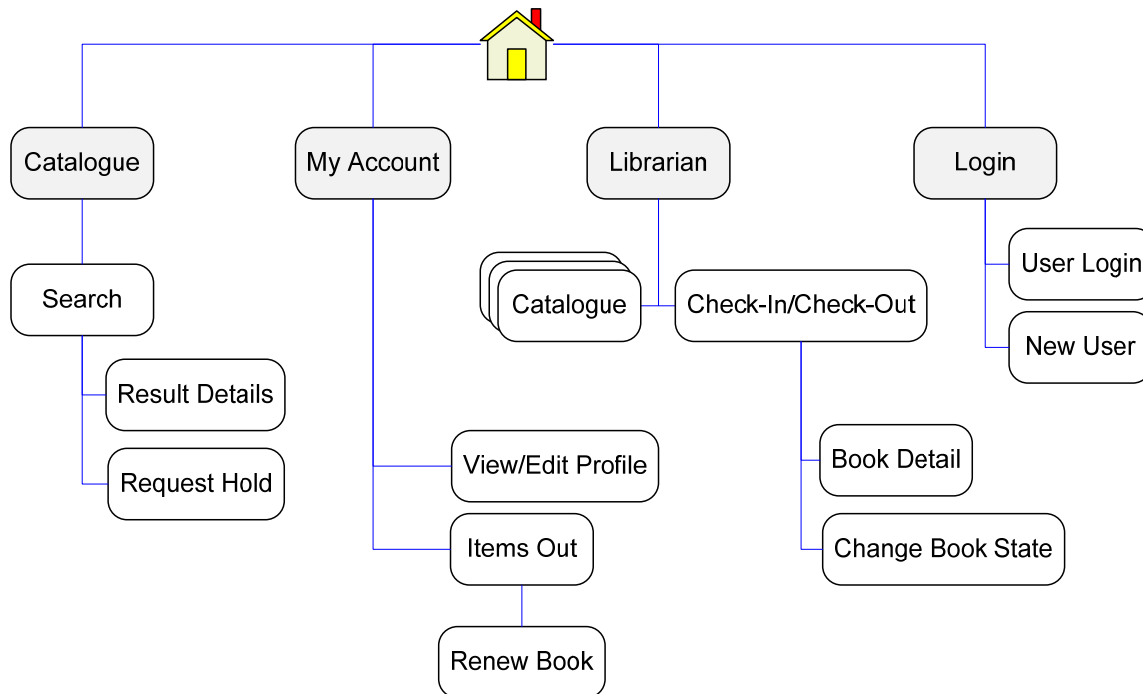 Catalogue
My Account
Librarian
Login
User Login
Search
Catalogue
Check-In/Check-Out
New User
Result Details
View/Edit Profile
Book Detail
Request Hold
Items Out
Change Book State
Renew Book